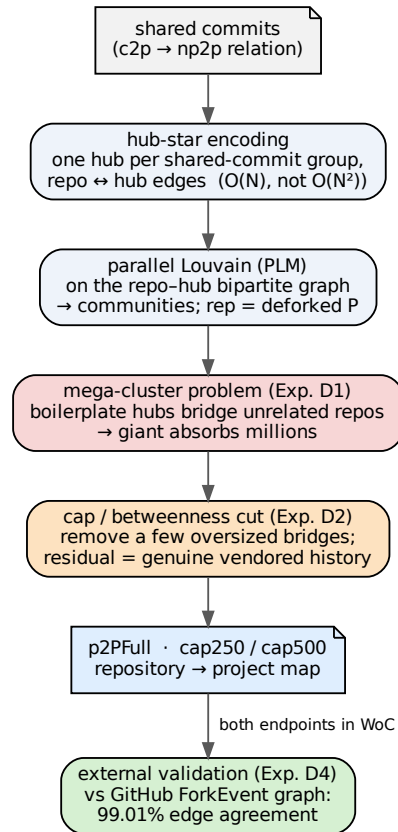 shared commits
(c2p → np2p relation)
hub-star encoding
one hub per shared-commit group,
repo ↔ hub edges (O(N), not O(N²))
parallel Louvain (PLM)
on the repo–hub bipartite graph
→ communities; rep = deforked P
mega-cluster problem (Exp. D1)
boilerplate hubs bridge unrelated repos
→ giant absorbs millions
cap / betweenness cut (Exp. D2)
remove a few oversized bridges;
residual = genuine vendored history
p2PFull · cap250 / cap500
repository → project map
both endpoints in WoC
external validation (Exp. D4)
vs GitHub ForkEvent graph:
99.01% edge agreement